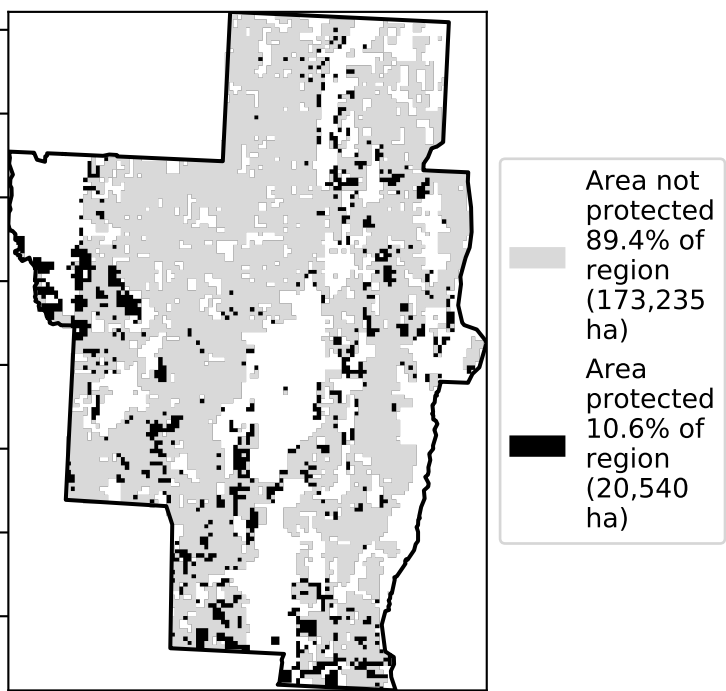 Area not
protected
89.4% of
region
(173,235
ha)
Area
protected
10.6% of
region
(20,540
ha)